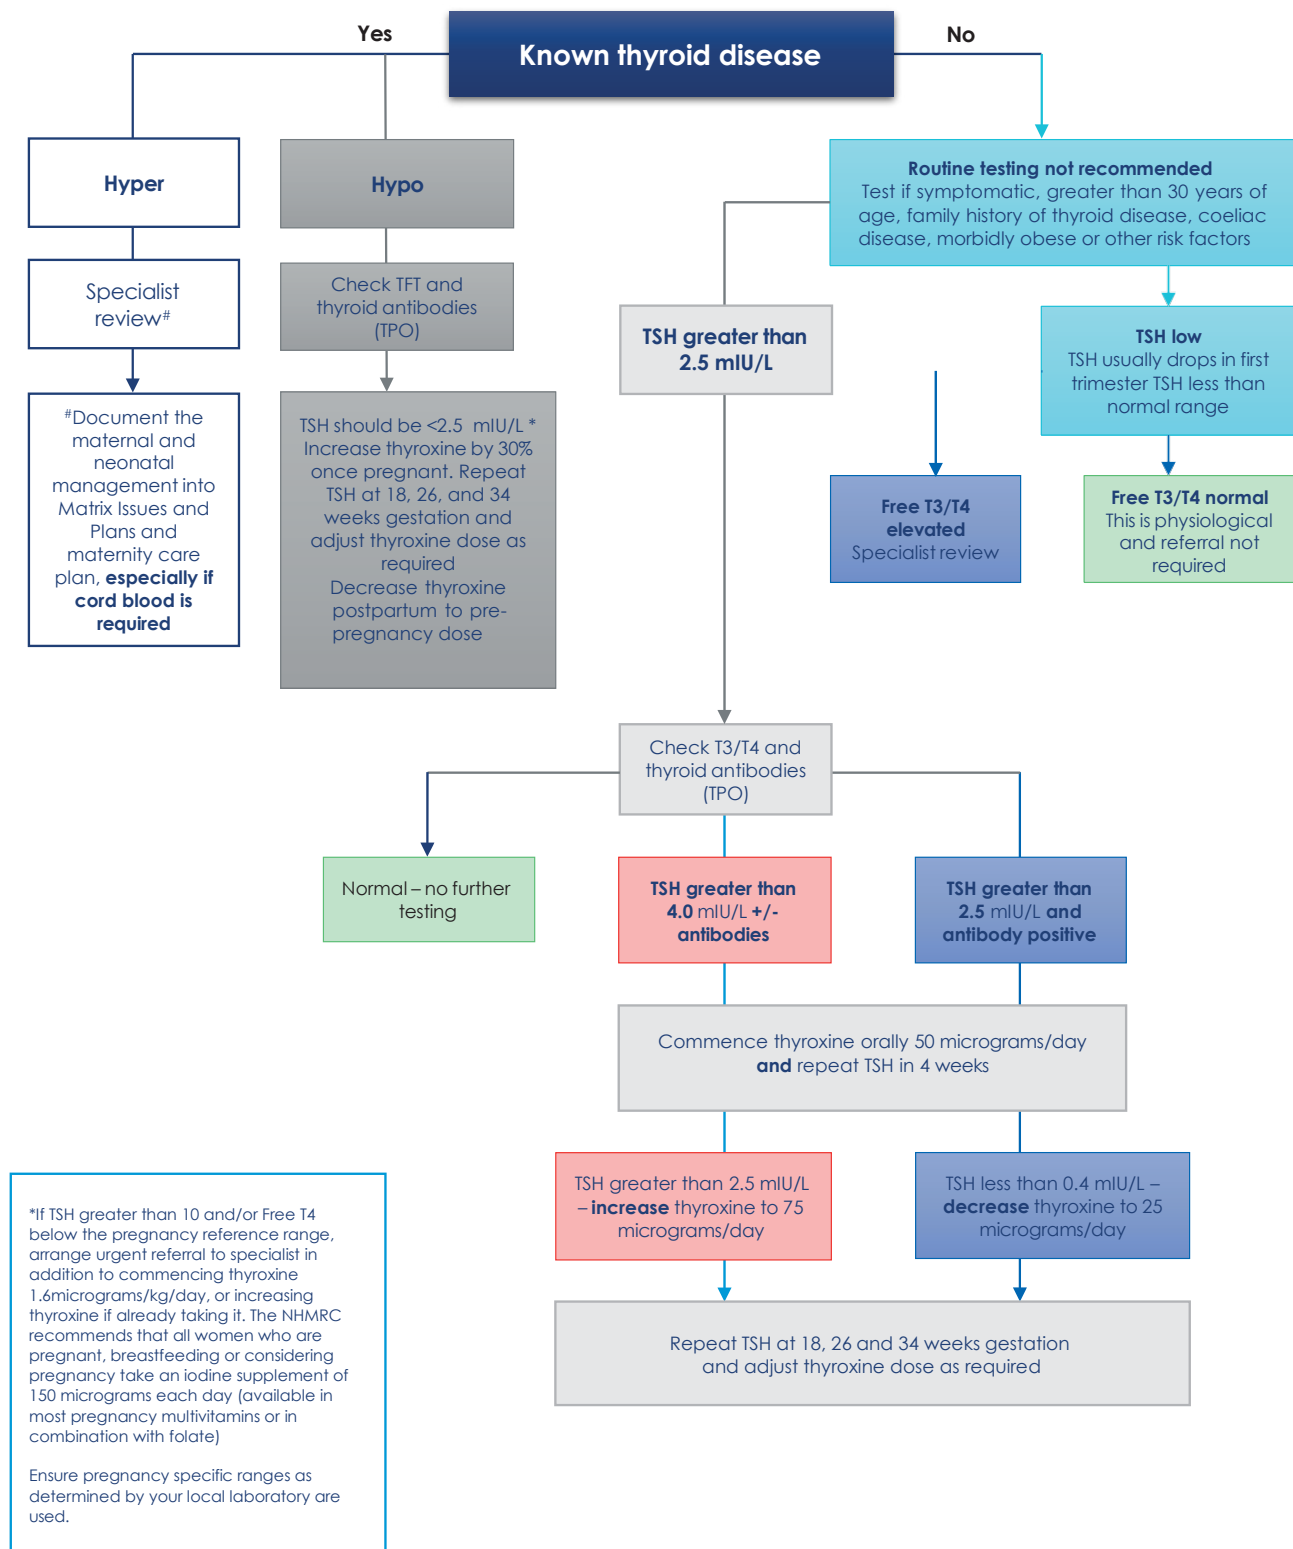 Yes
Known thyroid disease
No
Hyper
Hypo
Routine testing not recommended
Test if symptomatic, greater than 30 years of
age, family history of thyroid disease, coeliac
disease, morbidly obese or other risk factors
Specialist
review#
Check TFT and
thyroid antibodies
(TPO)
TSH greater than
2.5 mIU/L
TSH low
TSH usually drops in first
trimester TSH less than
normal range
#Document the
maternal and
neonatal
management into
Matrix Issues and
Plans and
maternity care
plan, especially if
cord blood is
required
TSH should be <2.5 mIU/L *
Increase thyroxine by 30%
once pregnant. Repeat
TSH at 18, 26, and 34
weeks gestation and
adjust thyroxine dose as
required
Decrease thyroxine
postpartum to pre-
pregnancy dose
Free T3/T4
elevated
Specialist review
Free T3/T4 normal
This is physiological
and referral not
required
Check T3/T4 and
thyroid antibodies
(TPO)
Normal – no further
testing
TSH greater than
4.0 mIU/L +/-
antibodies
TSH greater than
2.5 mIU/L and
antibody positive
Commence thyroxine orally 50 micrograms/day
and repeat TSH in 4 weeks
TSH greater than 2.5 mIU/L
– increase thyroxine to 75
micrograms/day
TSH less than 0.4 mIU/L –
decrease thyroxine to 25
micrograms/day
Repeat TSH at 18, 26 and 34 weeks gestation
and adjust thyroxine dose as required
*If TSH greater than 10 and/or Free T4
below the pregnancy reference range,
arrange urgent referral to specialist in
addition to commencing thyroxine
1.6micrograms/kg/day, or increasing
thyroxine if already taking it. The NHMRC
recommends that all women who are
pregnant, breastfeeding or considering
pregnancy take an iodine supplement of
150 micrograms each day (available in
most pregnancy multivitamins or in
combination with folate)
Ensure pregnancy specific ranges as
determined by your local laboratory are
used.